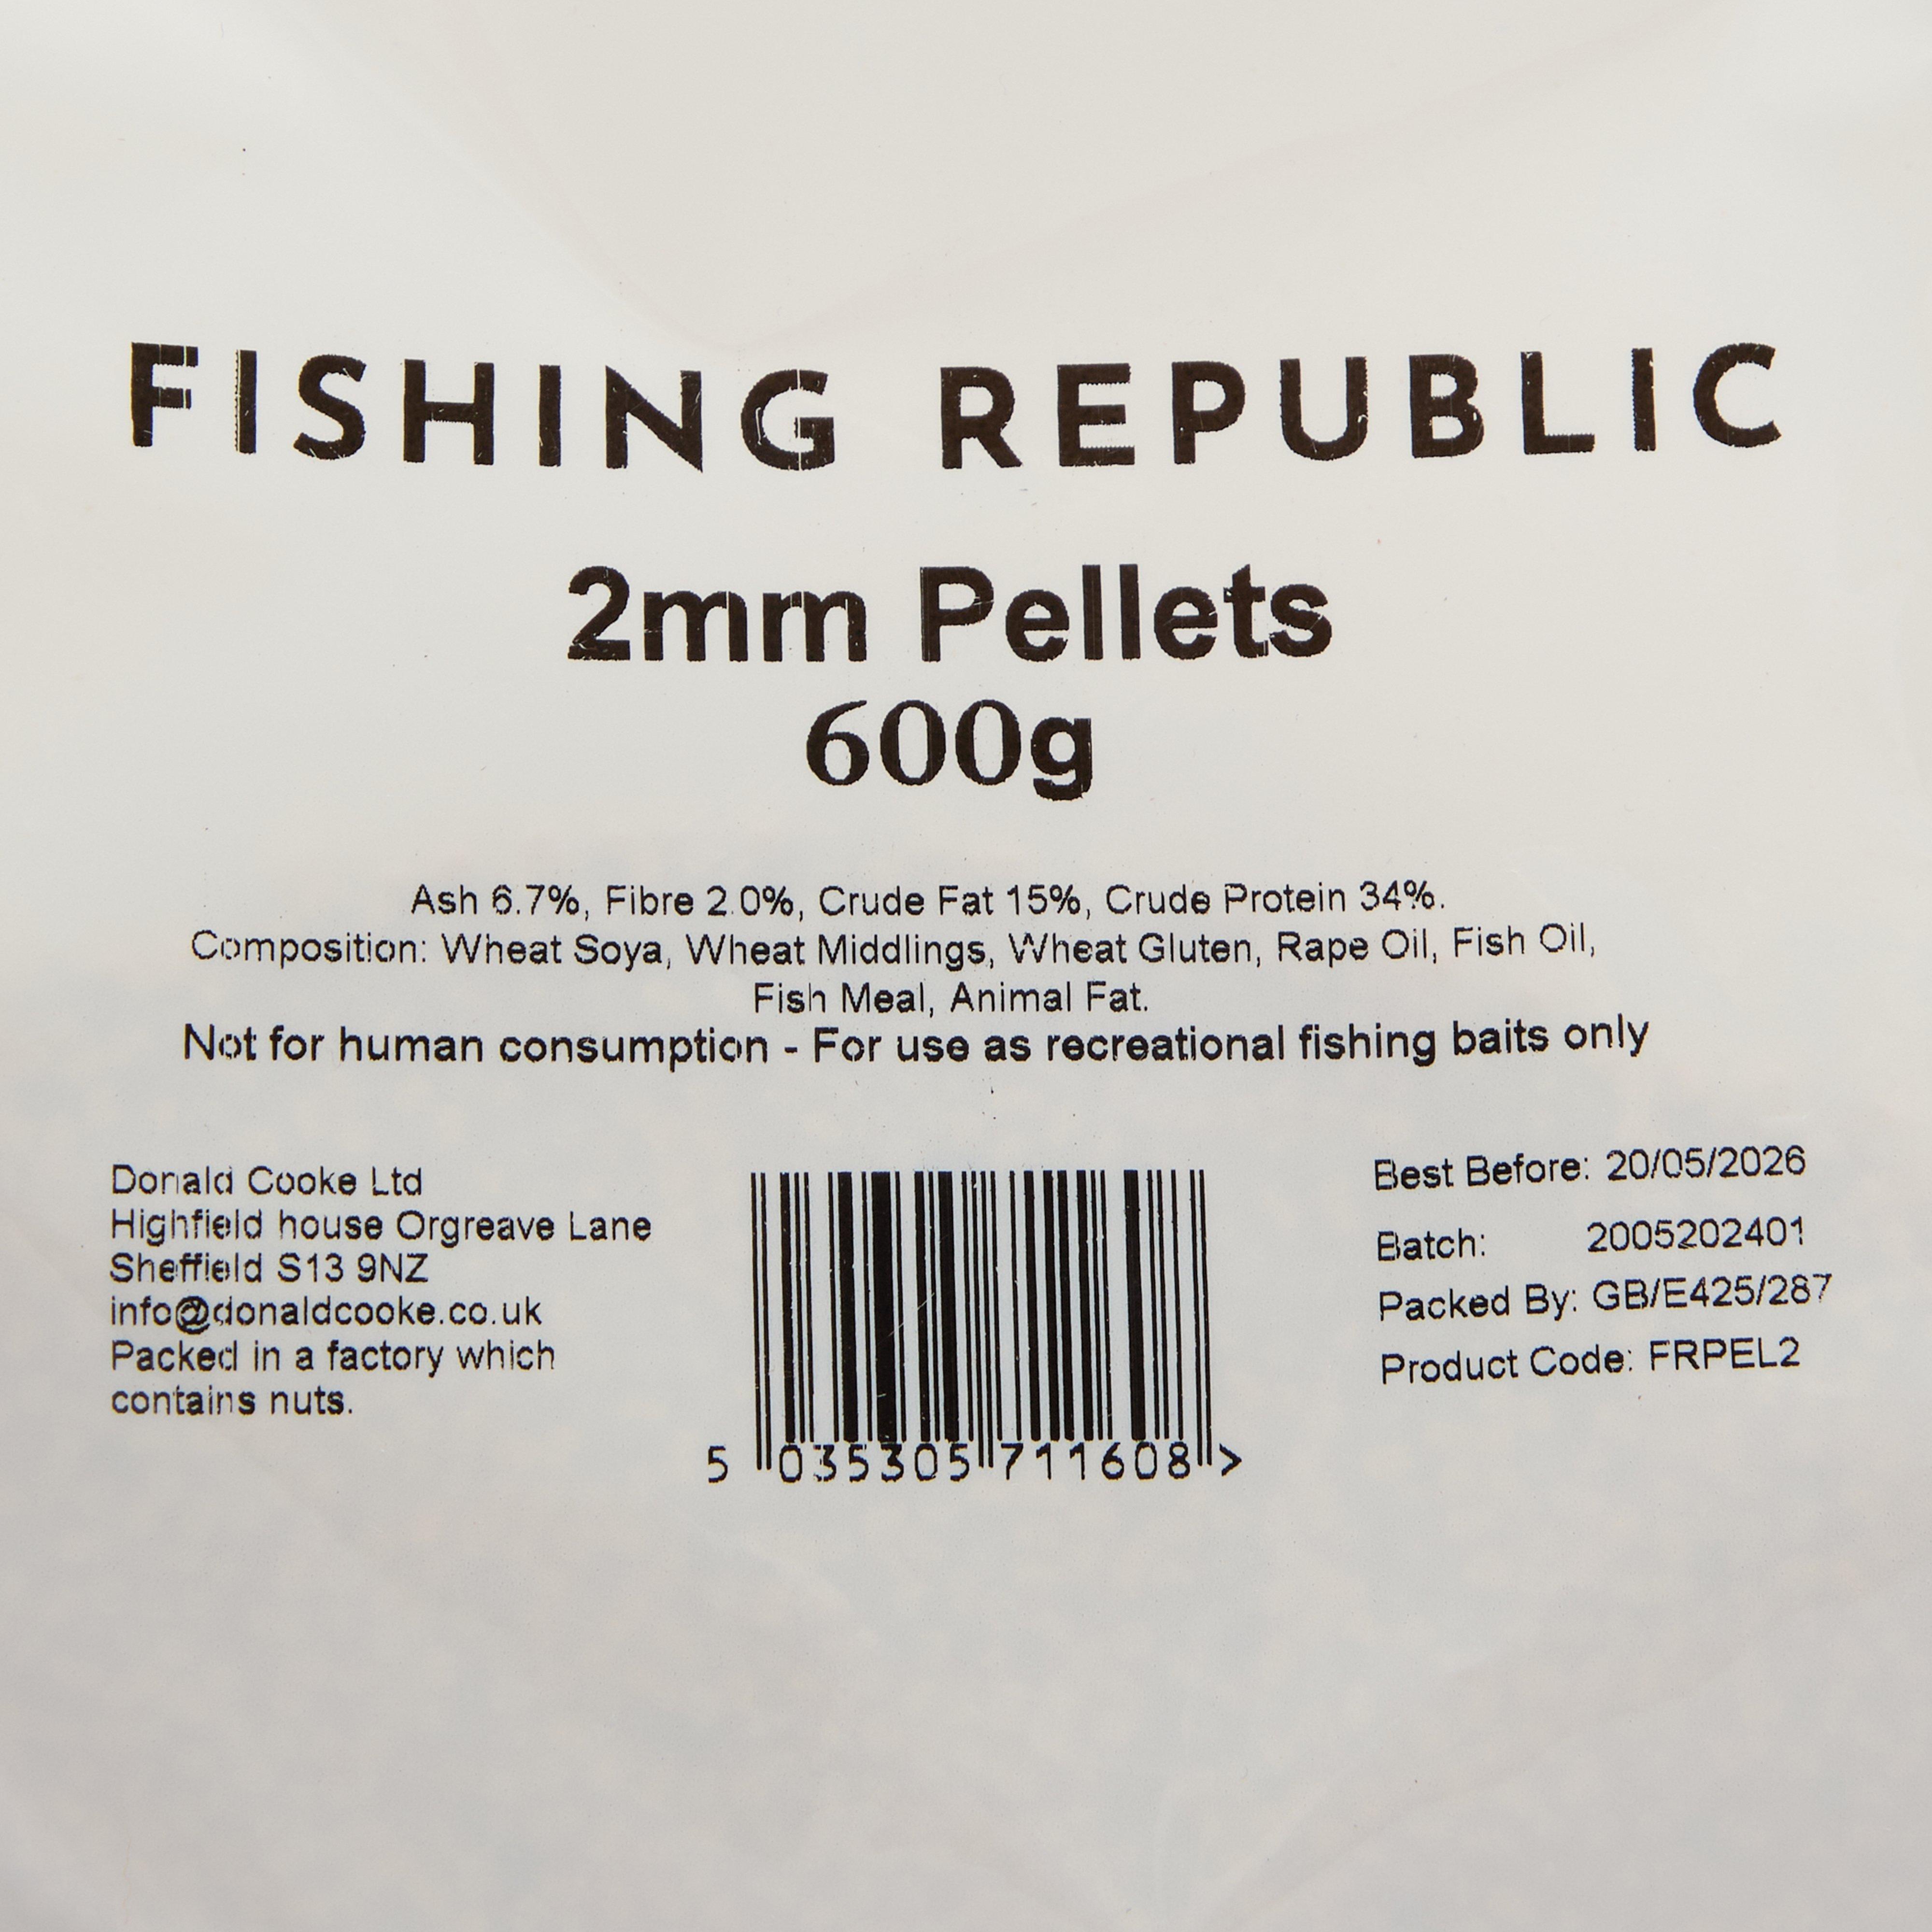 FISHING REPUBLIC
2mm Pellets
600g
Ash 6.7%, Fibre 2.0%, Crude Fat 15%, Crude Protein 34%.
Composition: Wheat Soya, Wheat Middlings, Wheat Gluten, Rape Oil, Fish Oil,
Fish Meal, Animal Fat.
Not for human consumption - For use as recreational fishing baits only
Donald Cooke Ltd
Highfield house Orgreave Lane
Sheffield S13 9NZ
info@donaldcooke.co.uk
Packed in a factory which
contains nuts.
5 035305 711608 >
Best Before: 20/05/2026
Batch: 2005202401
Packed By: GB/E425/287
Product Code: FRPEL2